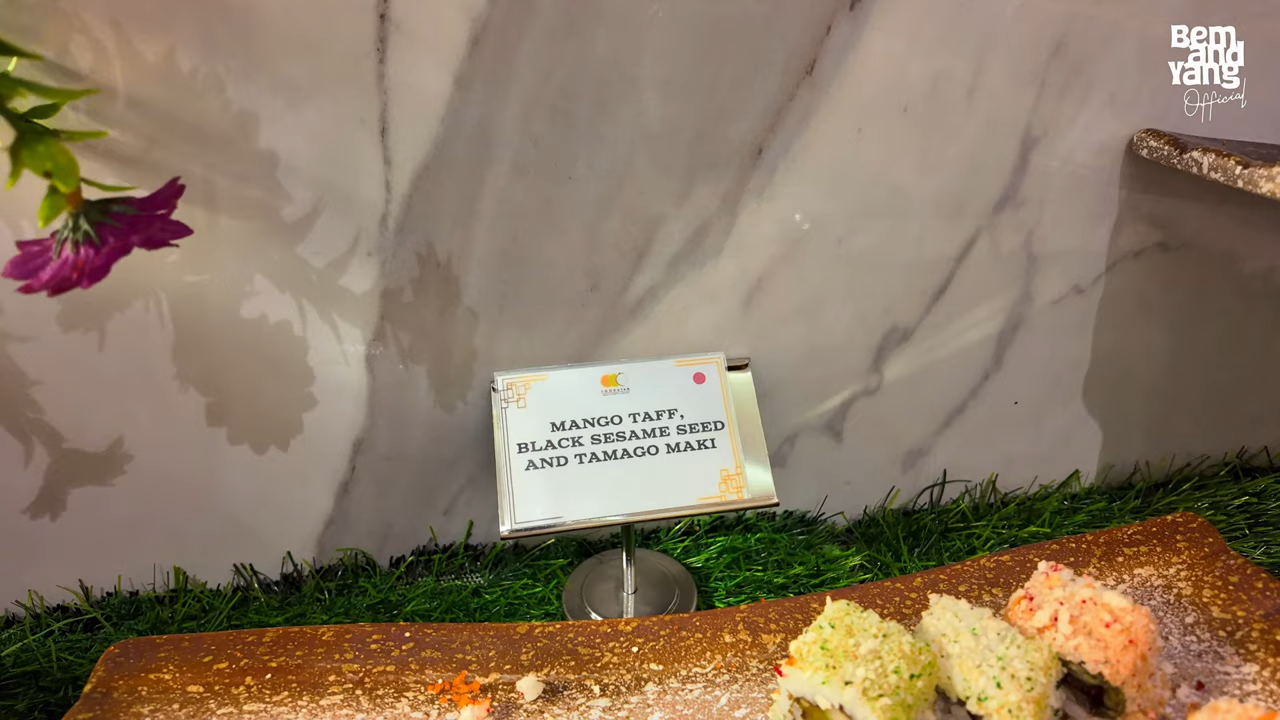 Bem
and
Yang
Official
MANGO TAFF,
BLACK SESAME SEED
AND TAMAGO MAKI